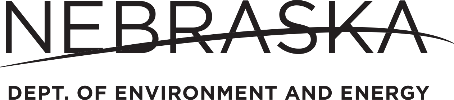 NEBRASKA
DEPT. OF ENVIRONMENT AND ENERGY